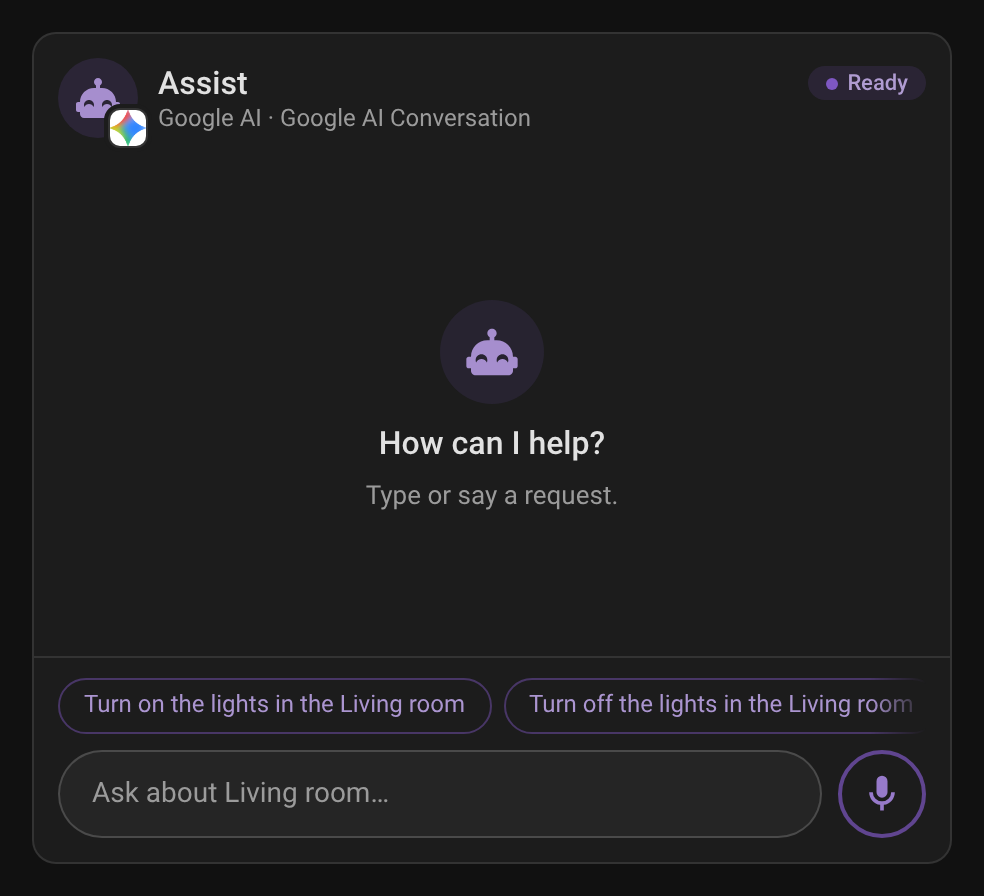 Assist
Google AI · Google AI Conversation
Ready
How can I help?
Type or say a request.
Turn on the lights in the Living room
Turn off the lights in the Living room
Ask about Living room…